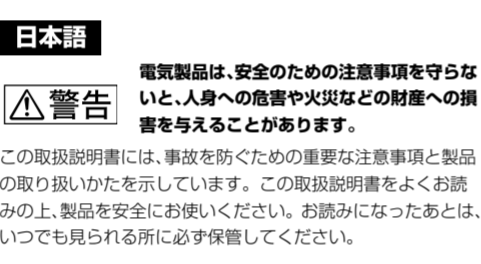 日本語
警告
電気製品は、安全のための注意事項を守らな
いと、人身への危害や火災などの財産への損
害を与えることがあります。
この取扱説明書には、事故を防ぐための重要な注意事項と製品
の取り扱いかたを示しています。この取扱説明書をよくお読
みの上、製品を安全にお使いください。お読みになったあとは、
いつでも見られる所に必ず保管してください。